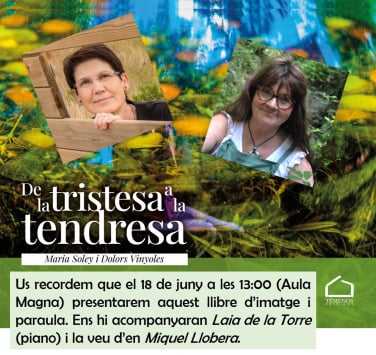 De la tristesa a la
tendresa
Maria Soley i Dolors Vinyoles
Us recordem que el 18 de juny a les 13:00 (Aula
Magna) presentarem aquest llibre d'imatge i
paraula. Ens hi acompanyaran Laia de la Torre
(piano) i la veu d'en Miquel Llobera.